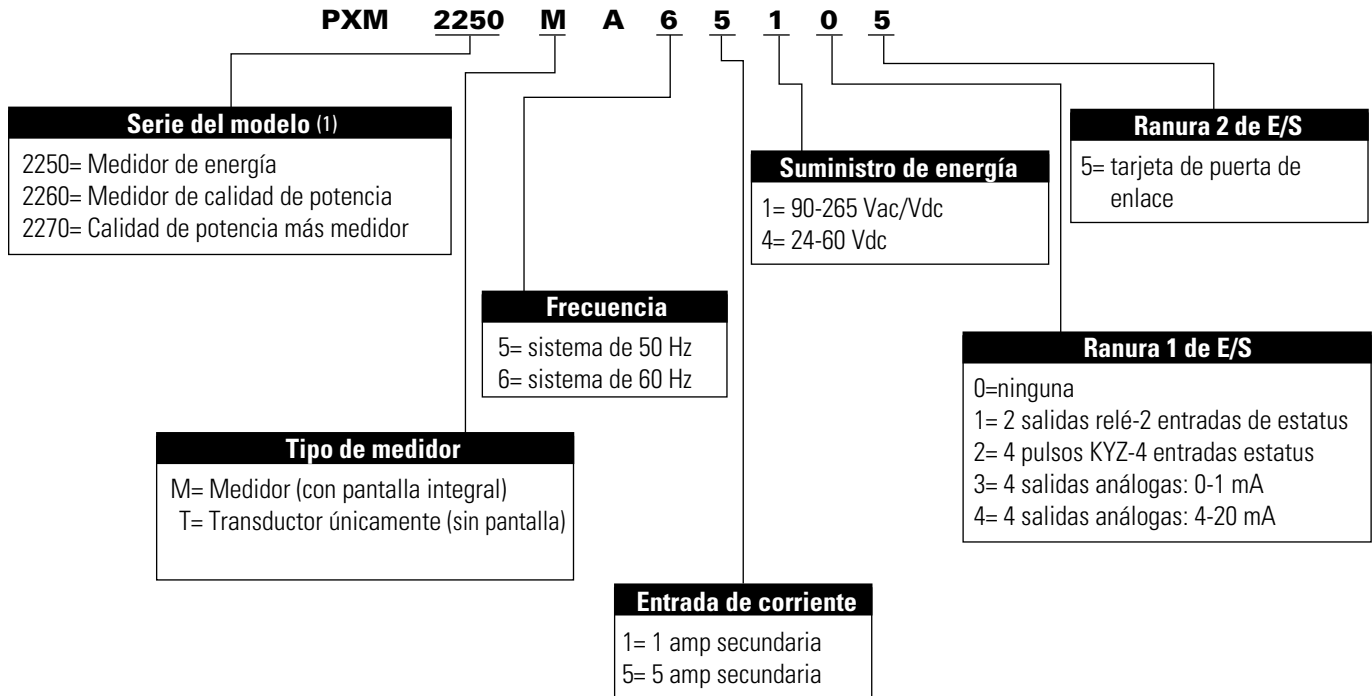 PXM 2250 M A 6 5 1 0 5
Serie del modelo (1)
2250= Medidor de energía
2260= Medidor de calidad de potencia
2270= Calidad de potencia más medidor
Ranura 2 de E/S
5= tarjeta de puerta de
enlace
Suministro de energía
1= 90-265 Vac/Vdc
4= 24-60 Vdc
Frecuencia
5= sistema de 50 Hz
6= sistema de 60 Hz
Ranura 1 de E/S
0=ninguna
1= 2 salidas relé-2 entradas de estatus
2= 4 pulsos KYZ-4 entradas estatus
3= 4 salidas análogas: 0-1 mA
4= 4 salidas análogas: 4-20 mA
Tipo de medidor
M= Medidor (con pantalla integral)
T= Transductor únicamente (sin pantalla)
Entrada de corriente
1= 1 amp secundaria
5= 5 amp secundaria